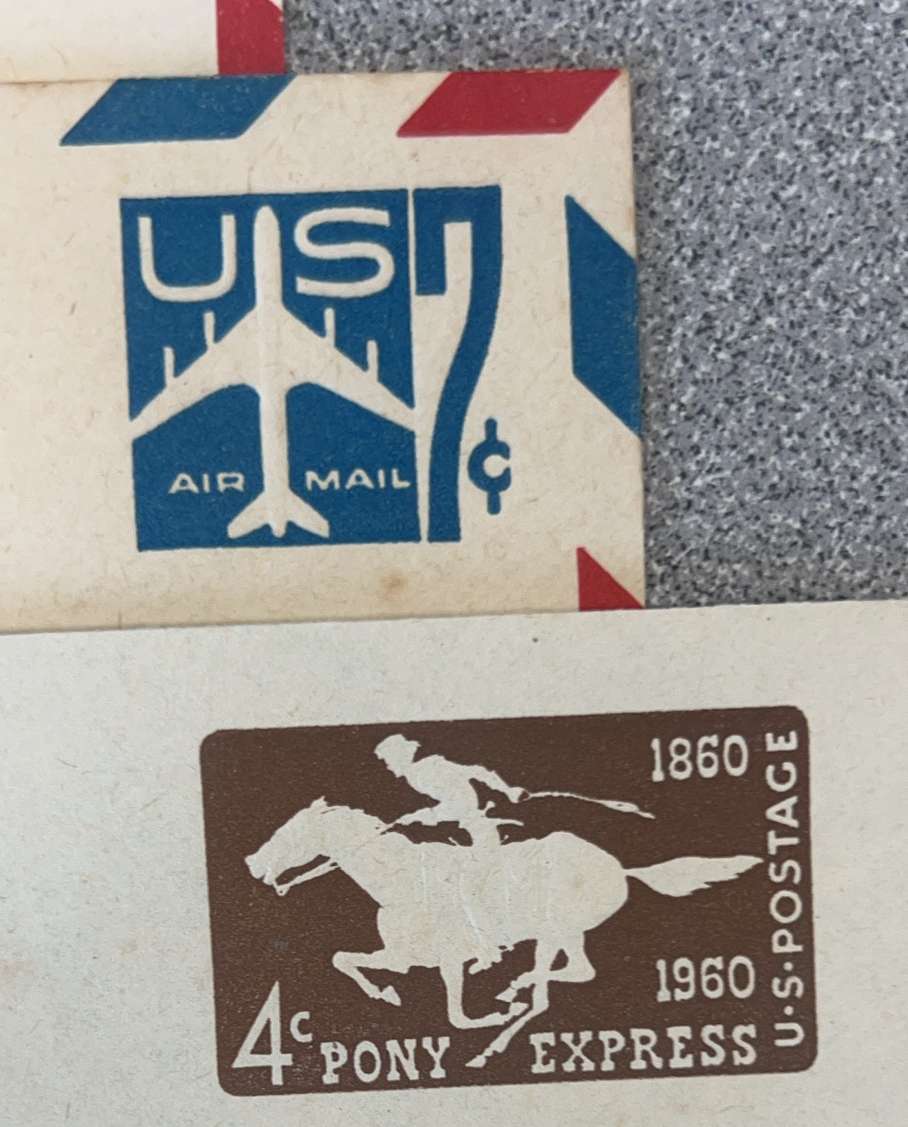 US 7¢
AIR MAIL
1860
U.S. POSTAGE
1960
4c PONY EXPRESS